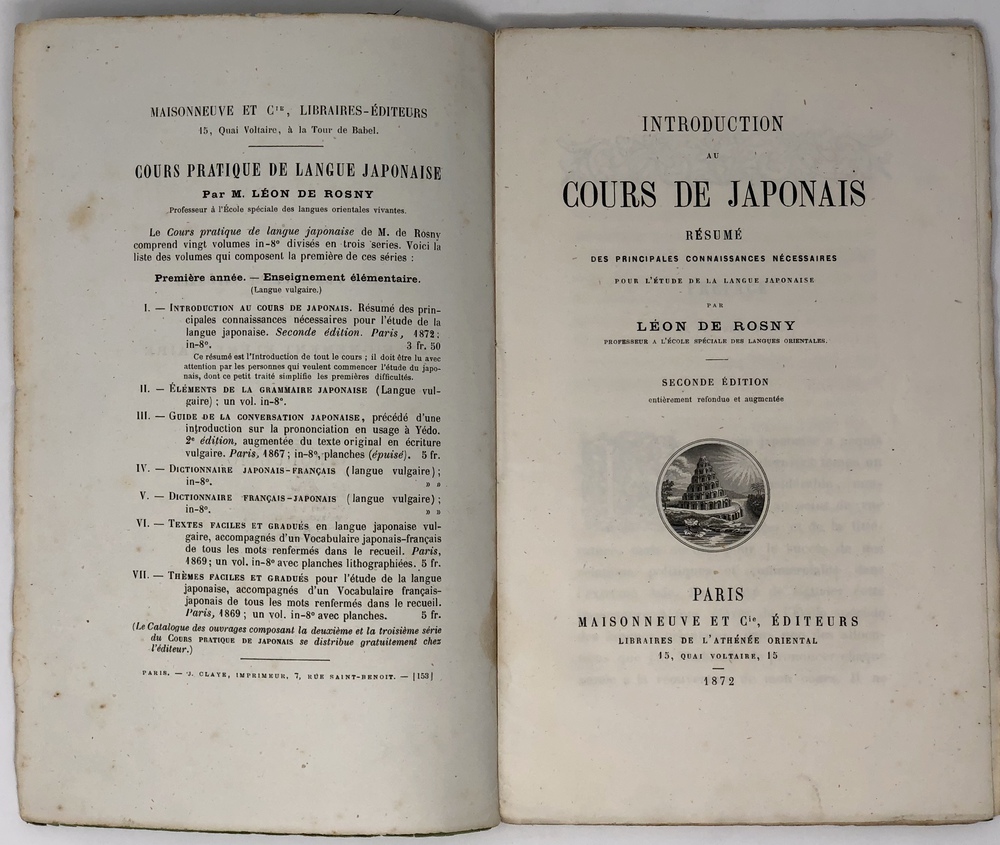 MAISONNEUVE ET Cⁱᴱ, LIBRAIRES-ÉDITEURS
15, Quai Voltaire, à la Tour de Babel.
COURS PRATIQUE DE LANGUE JAPONAISE
Par M. LÉON DE ROSNY
Professeur à l'École spéciale des langues orientales vivantes.
Le Cours pratique de langue japonaise de M. de Rosny
comprend vingt volumes in-8º divisés en trois series. Voici la
liste des volumes qui composent la première de ces séries :
Première année. — Enseignement élémentaire.
(Langue vulgaire.)
I. — INTRODUCTION AU COURS DE JAPONAIS. Résumé des prin-
cipales connaissances nécessaires pour l'étude de la
langue japonaise. Seconde édition. Paris, 1872;
in-8º. 3 fr. 50
Ce résumé est l'Introduction de tout le cours ; il doit être lu avec
attention par les personnes qui veulent commencer l'étude du japo-
nais, dont ce petit traité simplifie les premières difficultés.
II. — ÉLÉMENTS DE LA GRAMMAIRE JAPONAISE (Langue vul-
gaire) ; un vol. in-8º.
III. — GUIDE DE LA CONVERSATION JAPONAISE, précédé d'une
introduction sur la prononciation en usage à Yédo.
2ᵉ édition, augmentée du texte original en écriture
vulgaire. Paris, 1867 ; in-8º, planches (épuisé). 5 fr.
IV. — DICTIONNAIRE JAPONAIS-FRANÇAIS (langue vulgaire) ;
in-8º. » »
V. — DICTIONNAIRE FRANÇAIS-JAPONAIS (langue vulgaire) ;
in-8º. » »
VI. — TEXTES FACILES ET GRADUÉS en langue japonaise vul-
gaire, accompagnés d'un Vocabulaire japonais-français
de tous les mots renfermés dans le recueil. Paris,
1869 ; un vol. in-8º avec planches lithographiées. 5 fr.
VII. — THÈMES FACILES ET GRADUÉS pour l'étude de la langue
japonaise, accompagnés d'un Vocabulaire français-
japonais de tous les mots renfermés dans le recueil.
Paris, 1869 ; un vol. in-8º avec planches. 5 fr.
(Le Catalogue des ouvrages composant la deuxième et la troisième série
du COURS PRATIQUE DE JAPONAIS se distribue gratuitement chez
l'éditeur.)
PARIS. — J. CLAYE, IMPRIMEUR, 7, RUE SAINT-BENOIT. — [153]
INTRODUCTION
AU
COURS DE JAPONAIS
RÉSUMÉ
DES PRINCIPALES CONNAISSANCES NÉCESSAIRES
POUR L'ÉTUDE DE LA LANGUE JAPONAISE
PAR
LÉON DE ROSNY
PROFESSEUR A L'ÉCOLE SPÉCIALE DES LANGUES ORIENTALES.
SECONDE ÉDITION
entièrement refondue et augmentée
PARIS
MAISONNEUVE ET Cⁱᵉ, ÉDITEURS
LIBRAIRES DE L'ATHÉNÉE ORIENTAL
15, QUAI VOLTAIRE, 15
1872